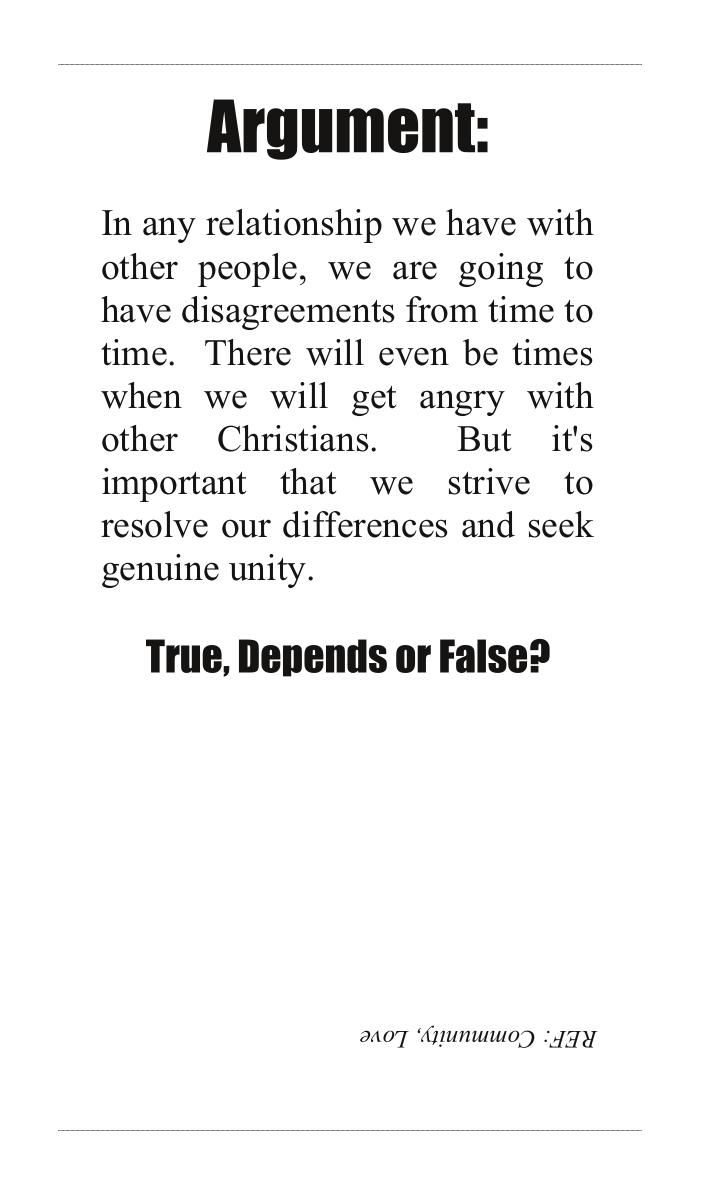 Argument:
In any relationship we have with
other people, we are going to
have disagreements from time to
time. There will even be times
when we will get angry with
other Christians. But it's
important that we strive to
resolve our differences and seek
genuine unity.
True, Depends or False?
REF: Community, Love